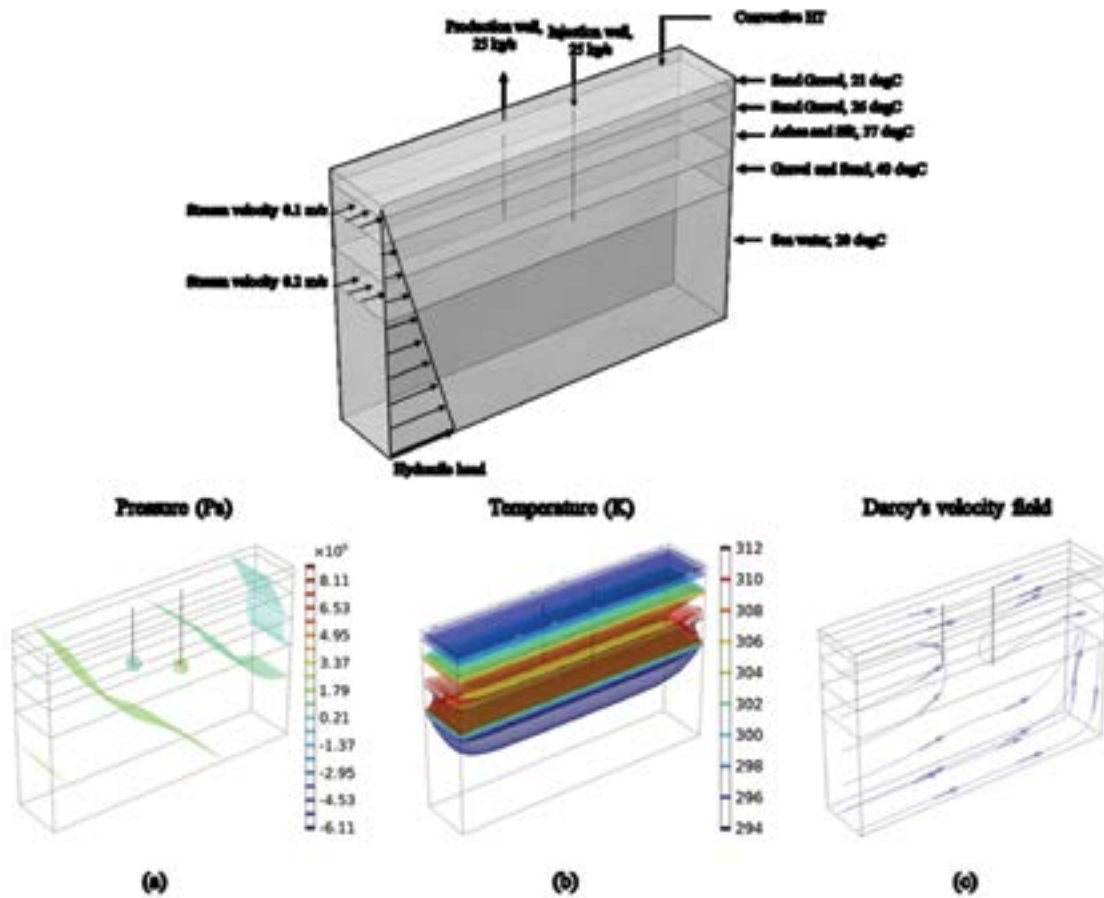 Production well,
25 kg/s
Injection well,
25 kg/s
Convective HT
Sand Gravel, 21 degC
Sand Gravel, 26 degC
Ashes and Silt, 37 degC
Gravel and Sand, 40 degC
Sea water, 20 degC
Stream velocity 0.1 m/s
Stream velocity 0.2 m/s
Hydraulic head
Pressure (Pa)
Temperature (K)
Darcy's velocity field
8.11
6.53
4.95
3.37
1.79
0.21
-1.37
-2.95
-4.53
-6.11
312
310
308
306
304
302
300
298
296
294
(a)
(b)
(c)